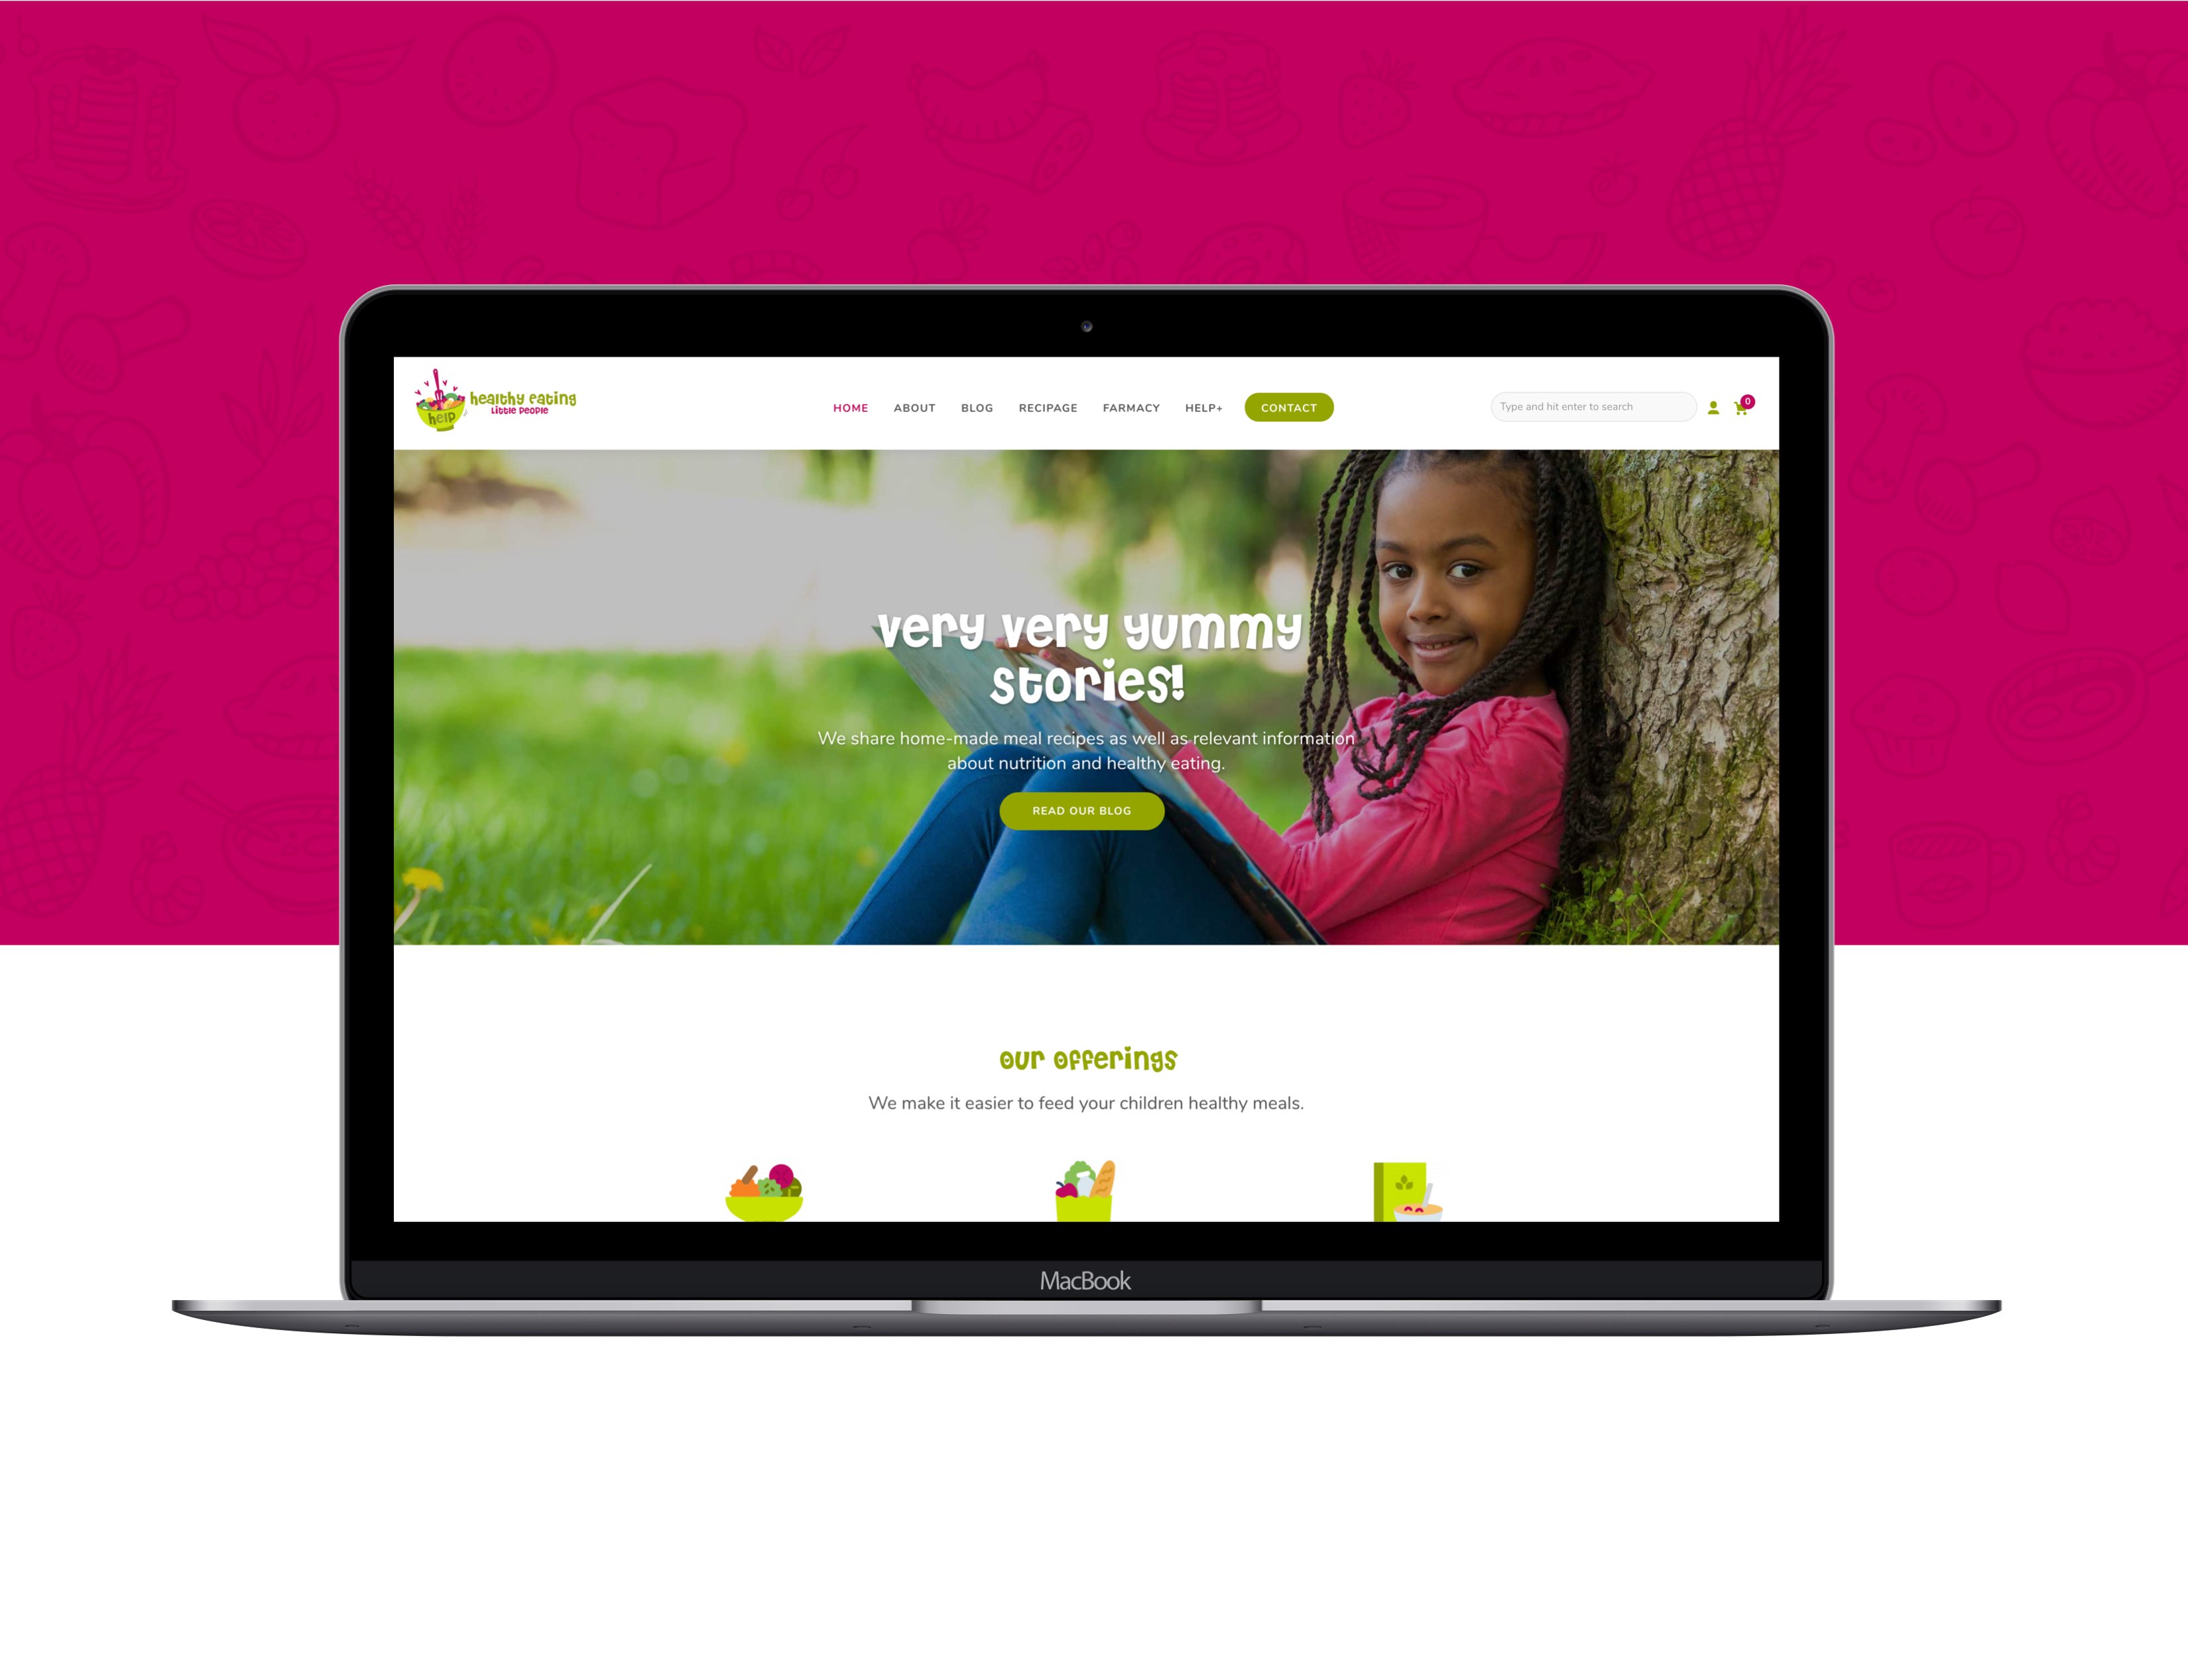 help
healthy eating
Little People
HOME ABOUT BLOG RECIPAGE FARMACY HELP+ CONTACT
Type and hit enter to search
0
very very yummy
stories!
We share home-made meal recipes as well as relevant information
about nutrition and healthy eating.
READ OUR BLOG
our offerings
We make it easier to feed your children healthy meals.
MacBook